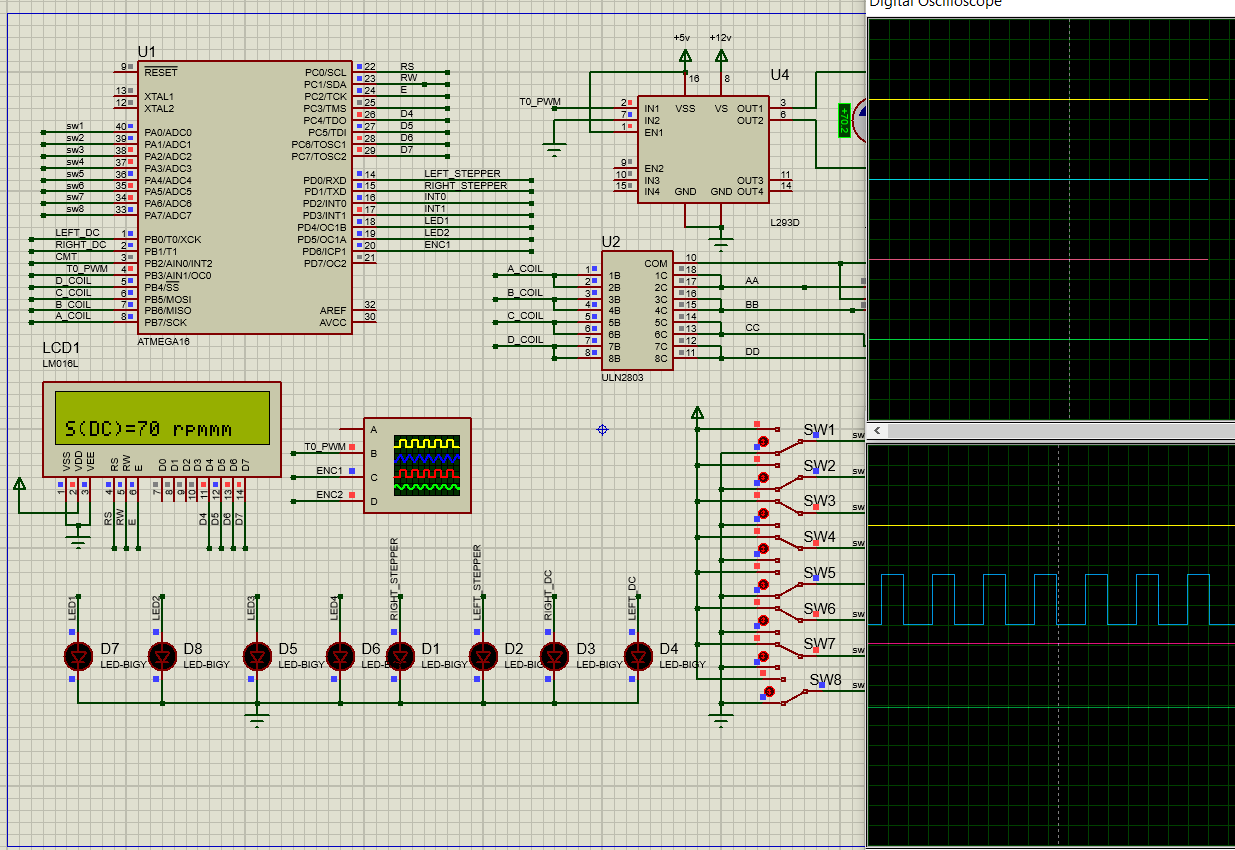 Digital Oscilloscope
U1
9 RESET
13 XTAL1
12 XTAL2
sw1 40 PA0/ADC0
sw2 39 PA1/ADC1
sw3 38 PA2/ADC2
sw4 37 PA3/ADC3
sw5 36 PA4/ADC4
sw6 35 PA5/ADC5
sw7 34 PA6/ADC6
sw8 33 PA7/ADC7
LEFT_DC 1 PB0/T0/XCK
RIGHT_DC 2 PB1/T1
CMT 3 PB2/AIN0/INT2
T0_PWM 4 PB3/AIN1/OC0
D_COIL 5 PB4/SS
C_COIL 6 PB5/MOSI
B_COIL 7 PB6/MISO
A_COIL 8 PB7/SCK
PC0/SCL 22 RS
PC1/SDA 23 RW
PC2/TCK 24 E
PC3/TMS 25
PC4/TDO 26 D4
PC5/TDI 27 D5
PC6/TOSC1 28 D6
PC7/TOSC2 29 D7
PD0/RXD 14 LEFT_STEPPER
PD1/TXD 15 RIGHT_STEPPER
PD2/INT0 16 INT0
PD3/INT1 17 INT1
PD4/OC1B 18 LED1
PD5/OC1A 19 LED2
PD6/ICP1 20 ENC1
PD7/OC2 21
AREF 32
AVCC 30
ATMEGA16
+5v +12v
U4
16 8
VSS VS
T0_PWM 2 IN1 OUT1 3
7 IN2 OUT2 6
1 EN1
9 EN2
10 IN3 OUT3 11
15 IN4 GND GND OUT4 14
L293D
+70.2
U2
COM 10
A_COIL 1 1B 1C 18
2 2B 2C 17 AA
B_COIL 3 3B 3C 16
4 4B 4C 15 BB
C_COIL 5 5B 5C 14
6 6B 6C 13 CC
D_COIL 7 7B 7C 12
8 8B 8C 11 DD
ULN2803
LCD1
LM016L
S(DC)=70 rpmmm
VSS VDD VEE RS RW E D0 D1 D2 D3 D4 D5 D6 D7
1 2 3 4 5 6 7 8 9 10 11 12 13 14
RS RW E D4 D5 D6 D7
A
T0_PWM B
ENC1 C
ENC2 D
SW1 sw
SW2 sw
SW3 sw
SW4 sw
SW5 sw
SW6 sw
SW7 sw
SW8 sw
LED1 LED2 LED3 LED4 RIGHT_STEPPER LEFT_STEPPER RIGHT_DC LEFT_DC
D7 D8 D5 D6 D1 D2 D3 D4
LED-BIGY LED-BIGY LED-BIGY LED-BIGY LED-BIGY LED-BIGY LED-BIGY